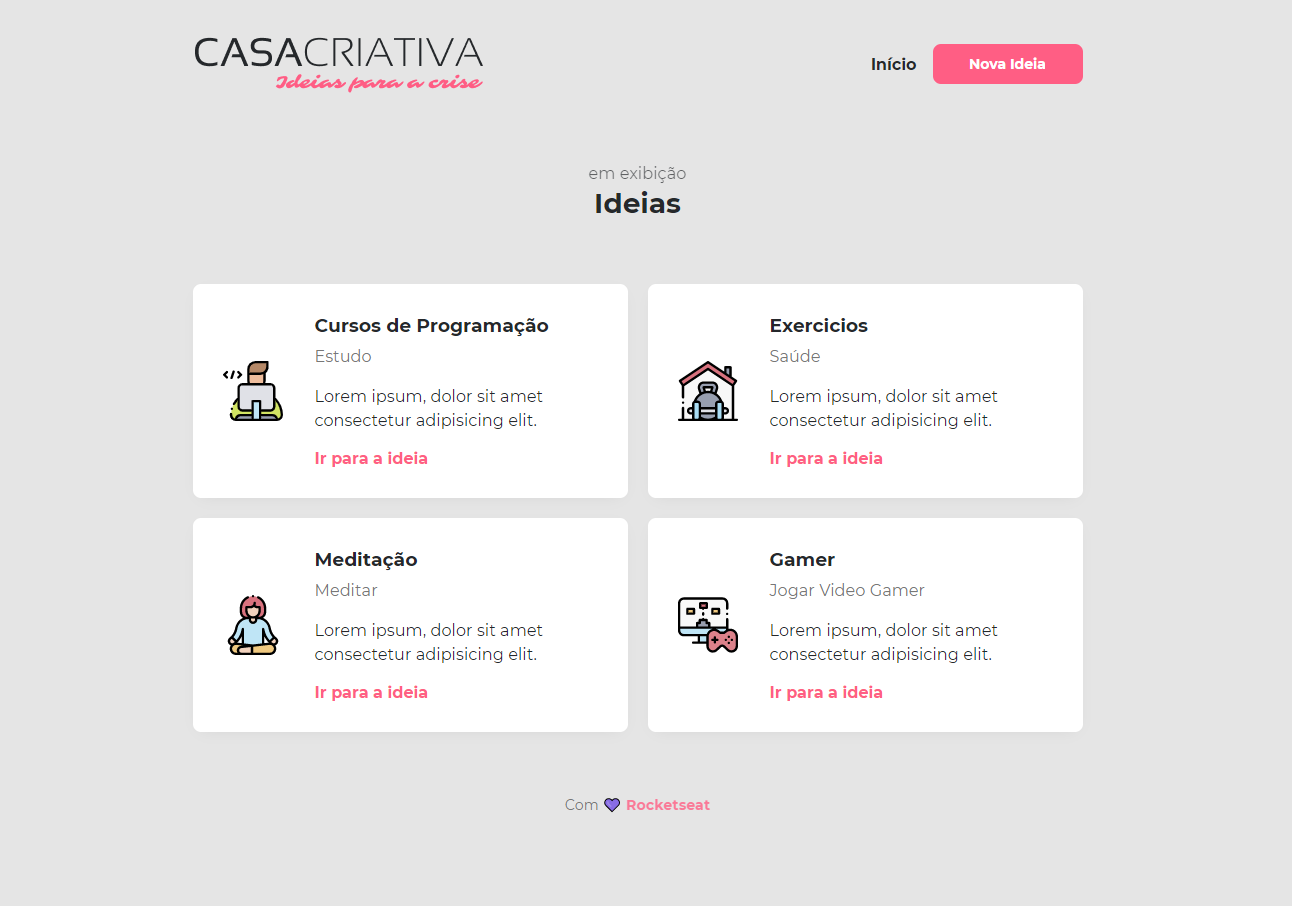 CASACRIATIVA
Ideias para a crise
Início
Nova Ideia
em exibição
Ideias
Cursos de Programação
Estudo
Lorem ipsum, dolor sit amet
consectetur adipisicing elit.
Ir para a ideia
Exercicios
Saúde
Lorem ipsum, dolor sit amet
consectetur adipisicing elit.
Ir para a ideia
Meditação
Meditar
Lorem ipsum, dolor sit amet
consectetur adipisicing elit.
Ir para a ideia
Gamer
Jogar Video Gamer
Lorem ipsum, dolor sit amet
consectetur adipisicing elit.
Ir para a ideia
Com 💜 Rocketseat